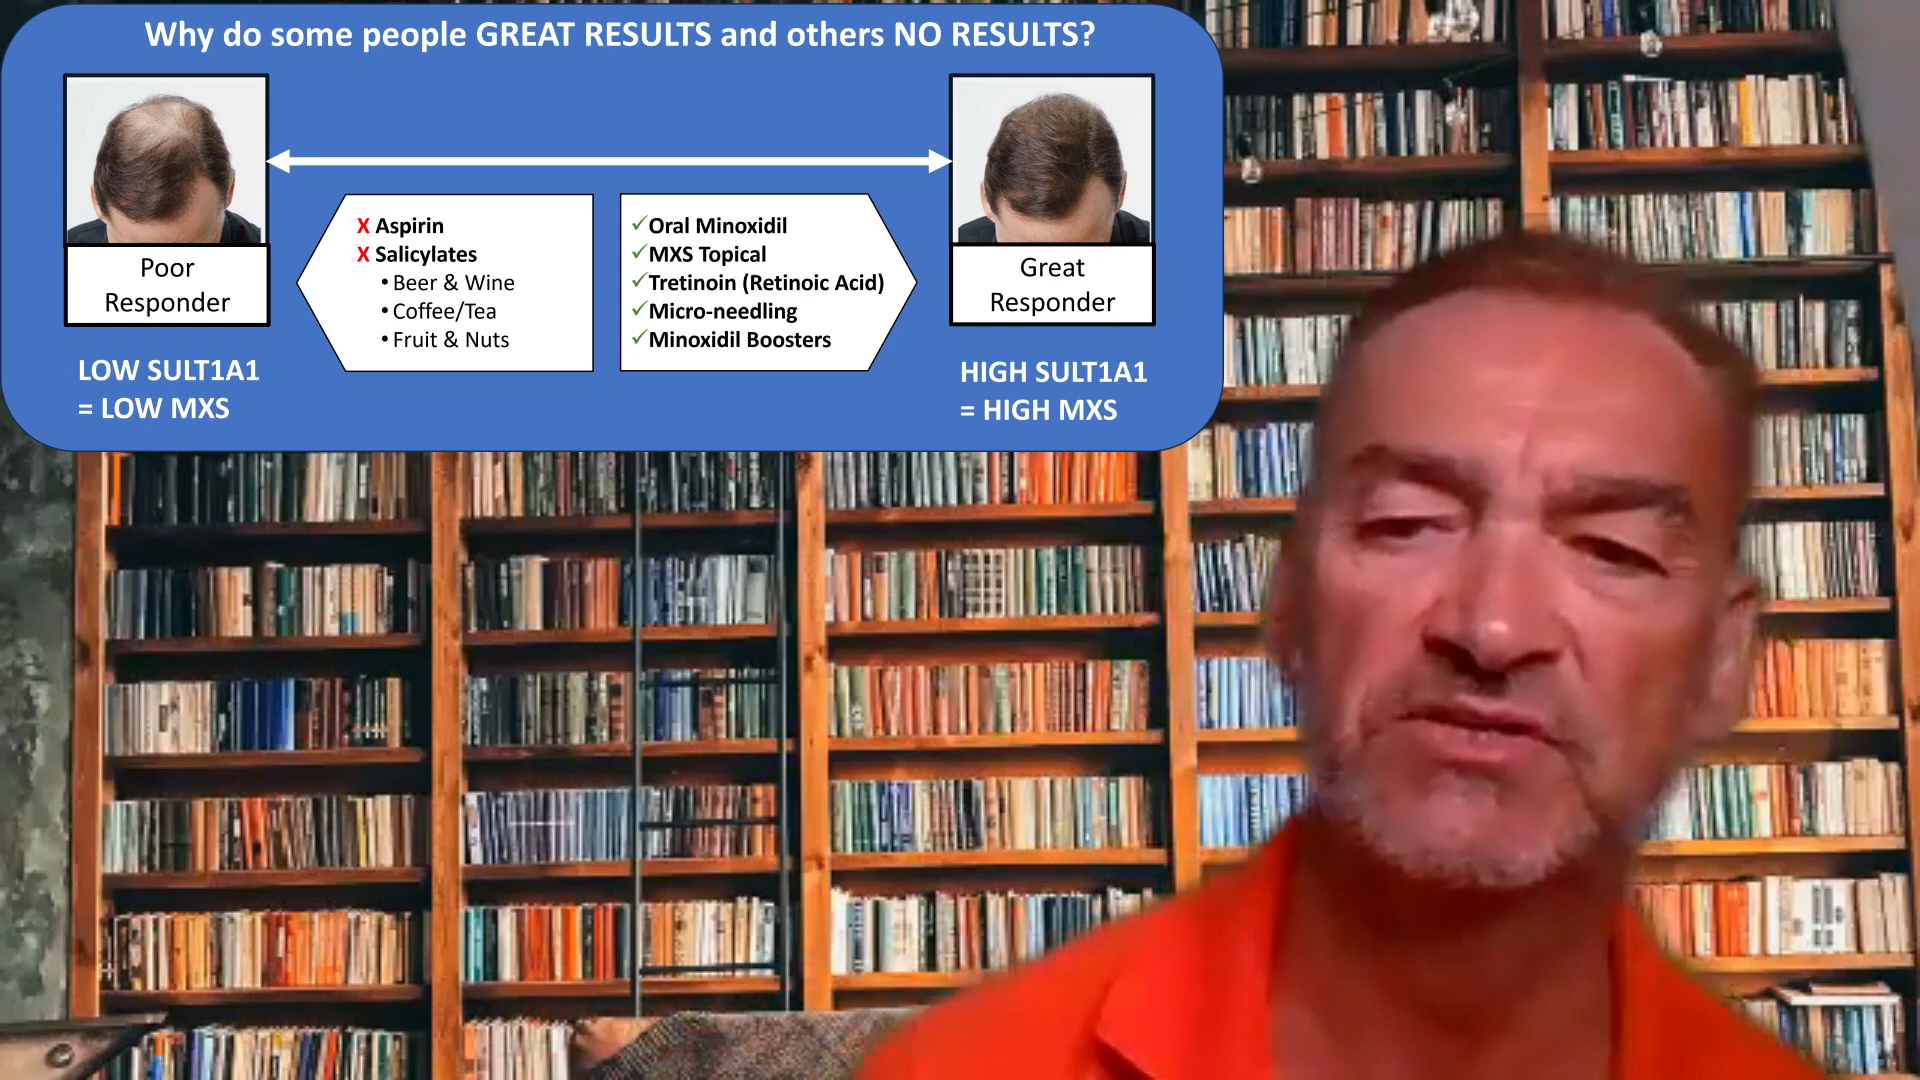 Why do some people GREAT RESULTS and others NO RESULTS?
Poor
Responder
LOW SULT1A1
= LOW MXS
X Aspirin
X Salicylates
• Beer & Wine
• Coffee/Tea
• Fruit & Nuts
✓Oral Minoxidil
✓MXS Topical
✓Tretinoin (Retinoic Acid)
✓Micro-needling
✓Minoxidil Boosters
Great
Responder
HIGH SULT1A1
= HIGH MXS